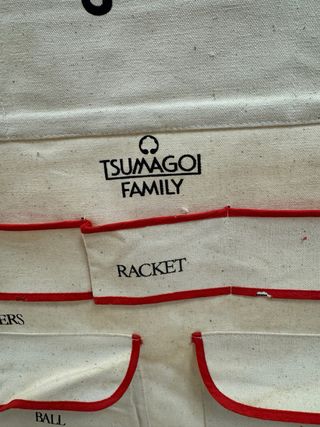 TSUMAGOI
FAMILY
RACKET
ERS
BALL